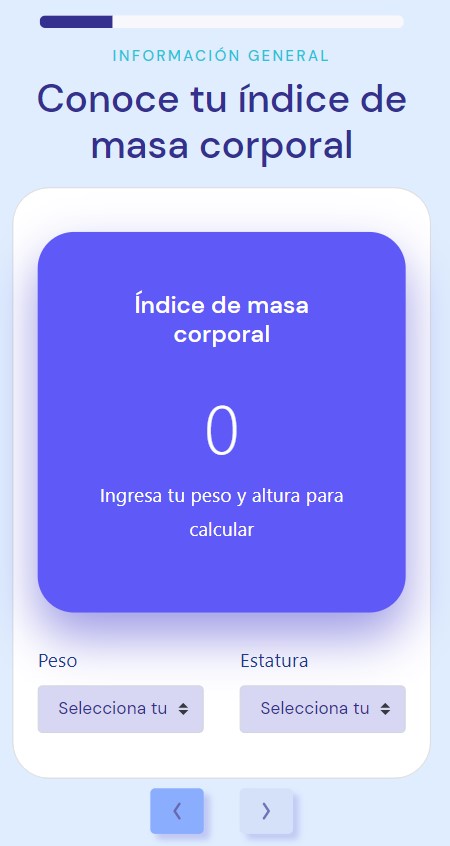 INFORMACIÓN GENERAL
Conoce tu índice de
masa corporal
Índice de masa
corporal
0
Ingresa tu peso y altura para
calcular
Peso
Estatura
Selecciona tu
Selecciona tu